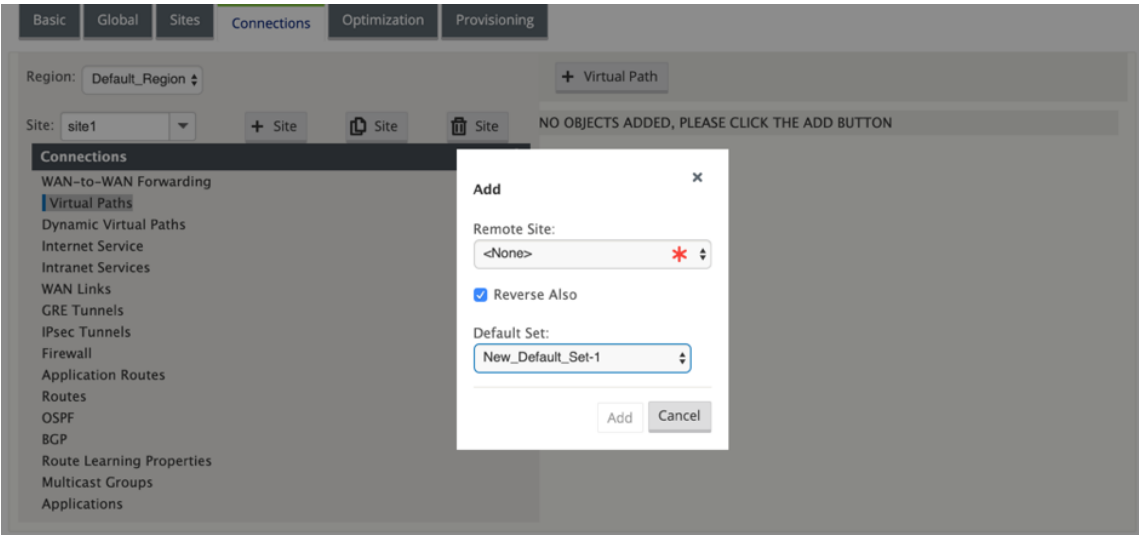 Basic Global Sites Connections Optimization Provisioning
Region: Default_Region
+ Virtual Path
Site: site1 + Site Site Site
NO OBJECTS ADDED, PLEASE CLICK THE ADD BUTTON
Connections
WAN-to-WAN Forwarding
Virtual Paths
Dynamic Virtual Paths
Internet Service
Intranet Services
WAN Links
GRE Tunnels
IPsec Tunnels
Firewall
Application Routes
Routes
OSPF
BGP
Route Learning Properties
Multicast Groups
Applications
Add ×
Remote Site:
<None> *
Reverse Also
Default Set:
New_Default_Set-1
Add Cancel